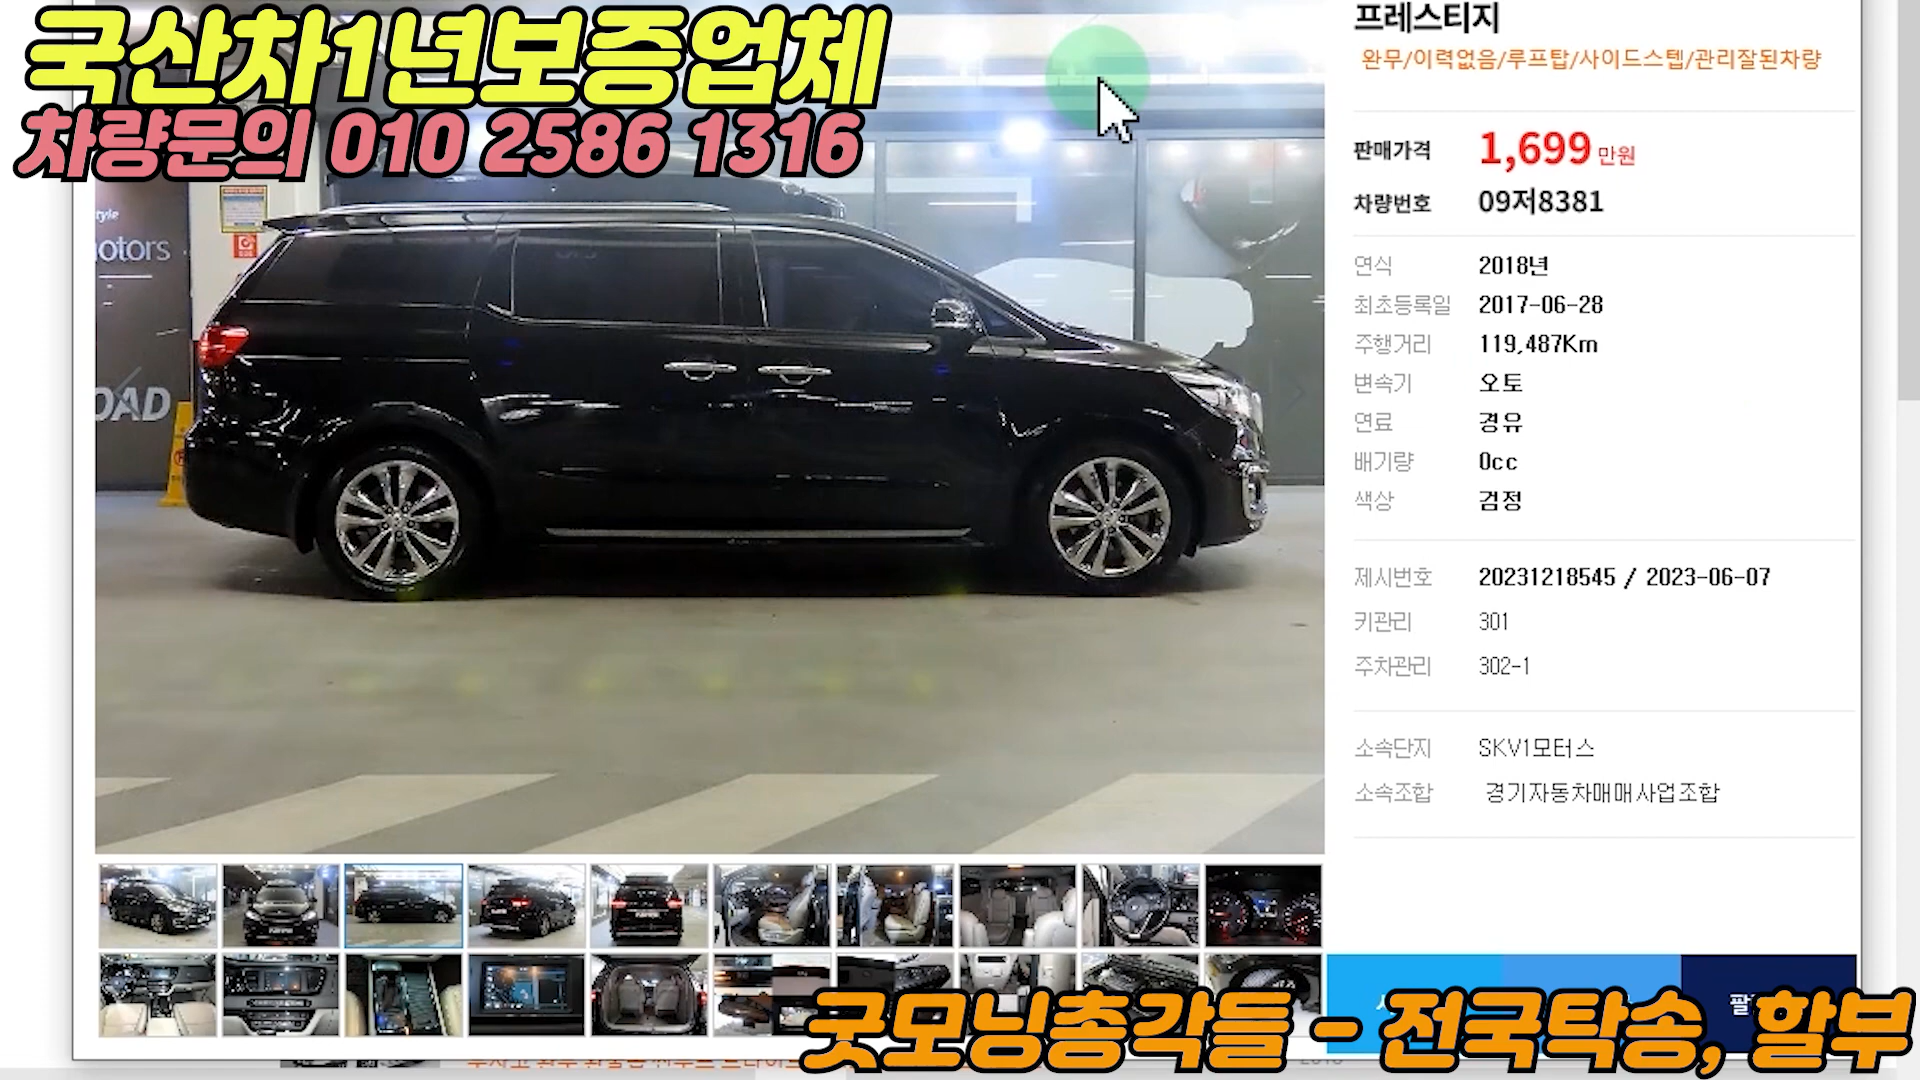 국산차1년보증업체
차량문의 010 2586 1316
프레스티지
완무/이력없음/루프탑/사이드스텝/관리잘된차량
판매가격 1,699 만원
차량번호 09저8381
연식 2018년
최초등록일 2017-06-28
주행거리 119,487Km
변속기 오토
연료 경유
배기량 0cc
색상 검정
제시번호 20231218545 / 2023-06-07
키관리 301
주차관리 302-1
소속단지 SKV1모터스
소속조합 경기자동차매매사업조합
style
motors
OAD
굿모닝총각들 - 전국탁송, 할부